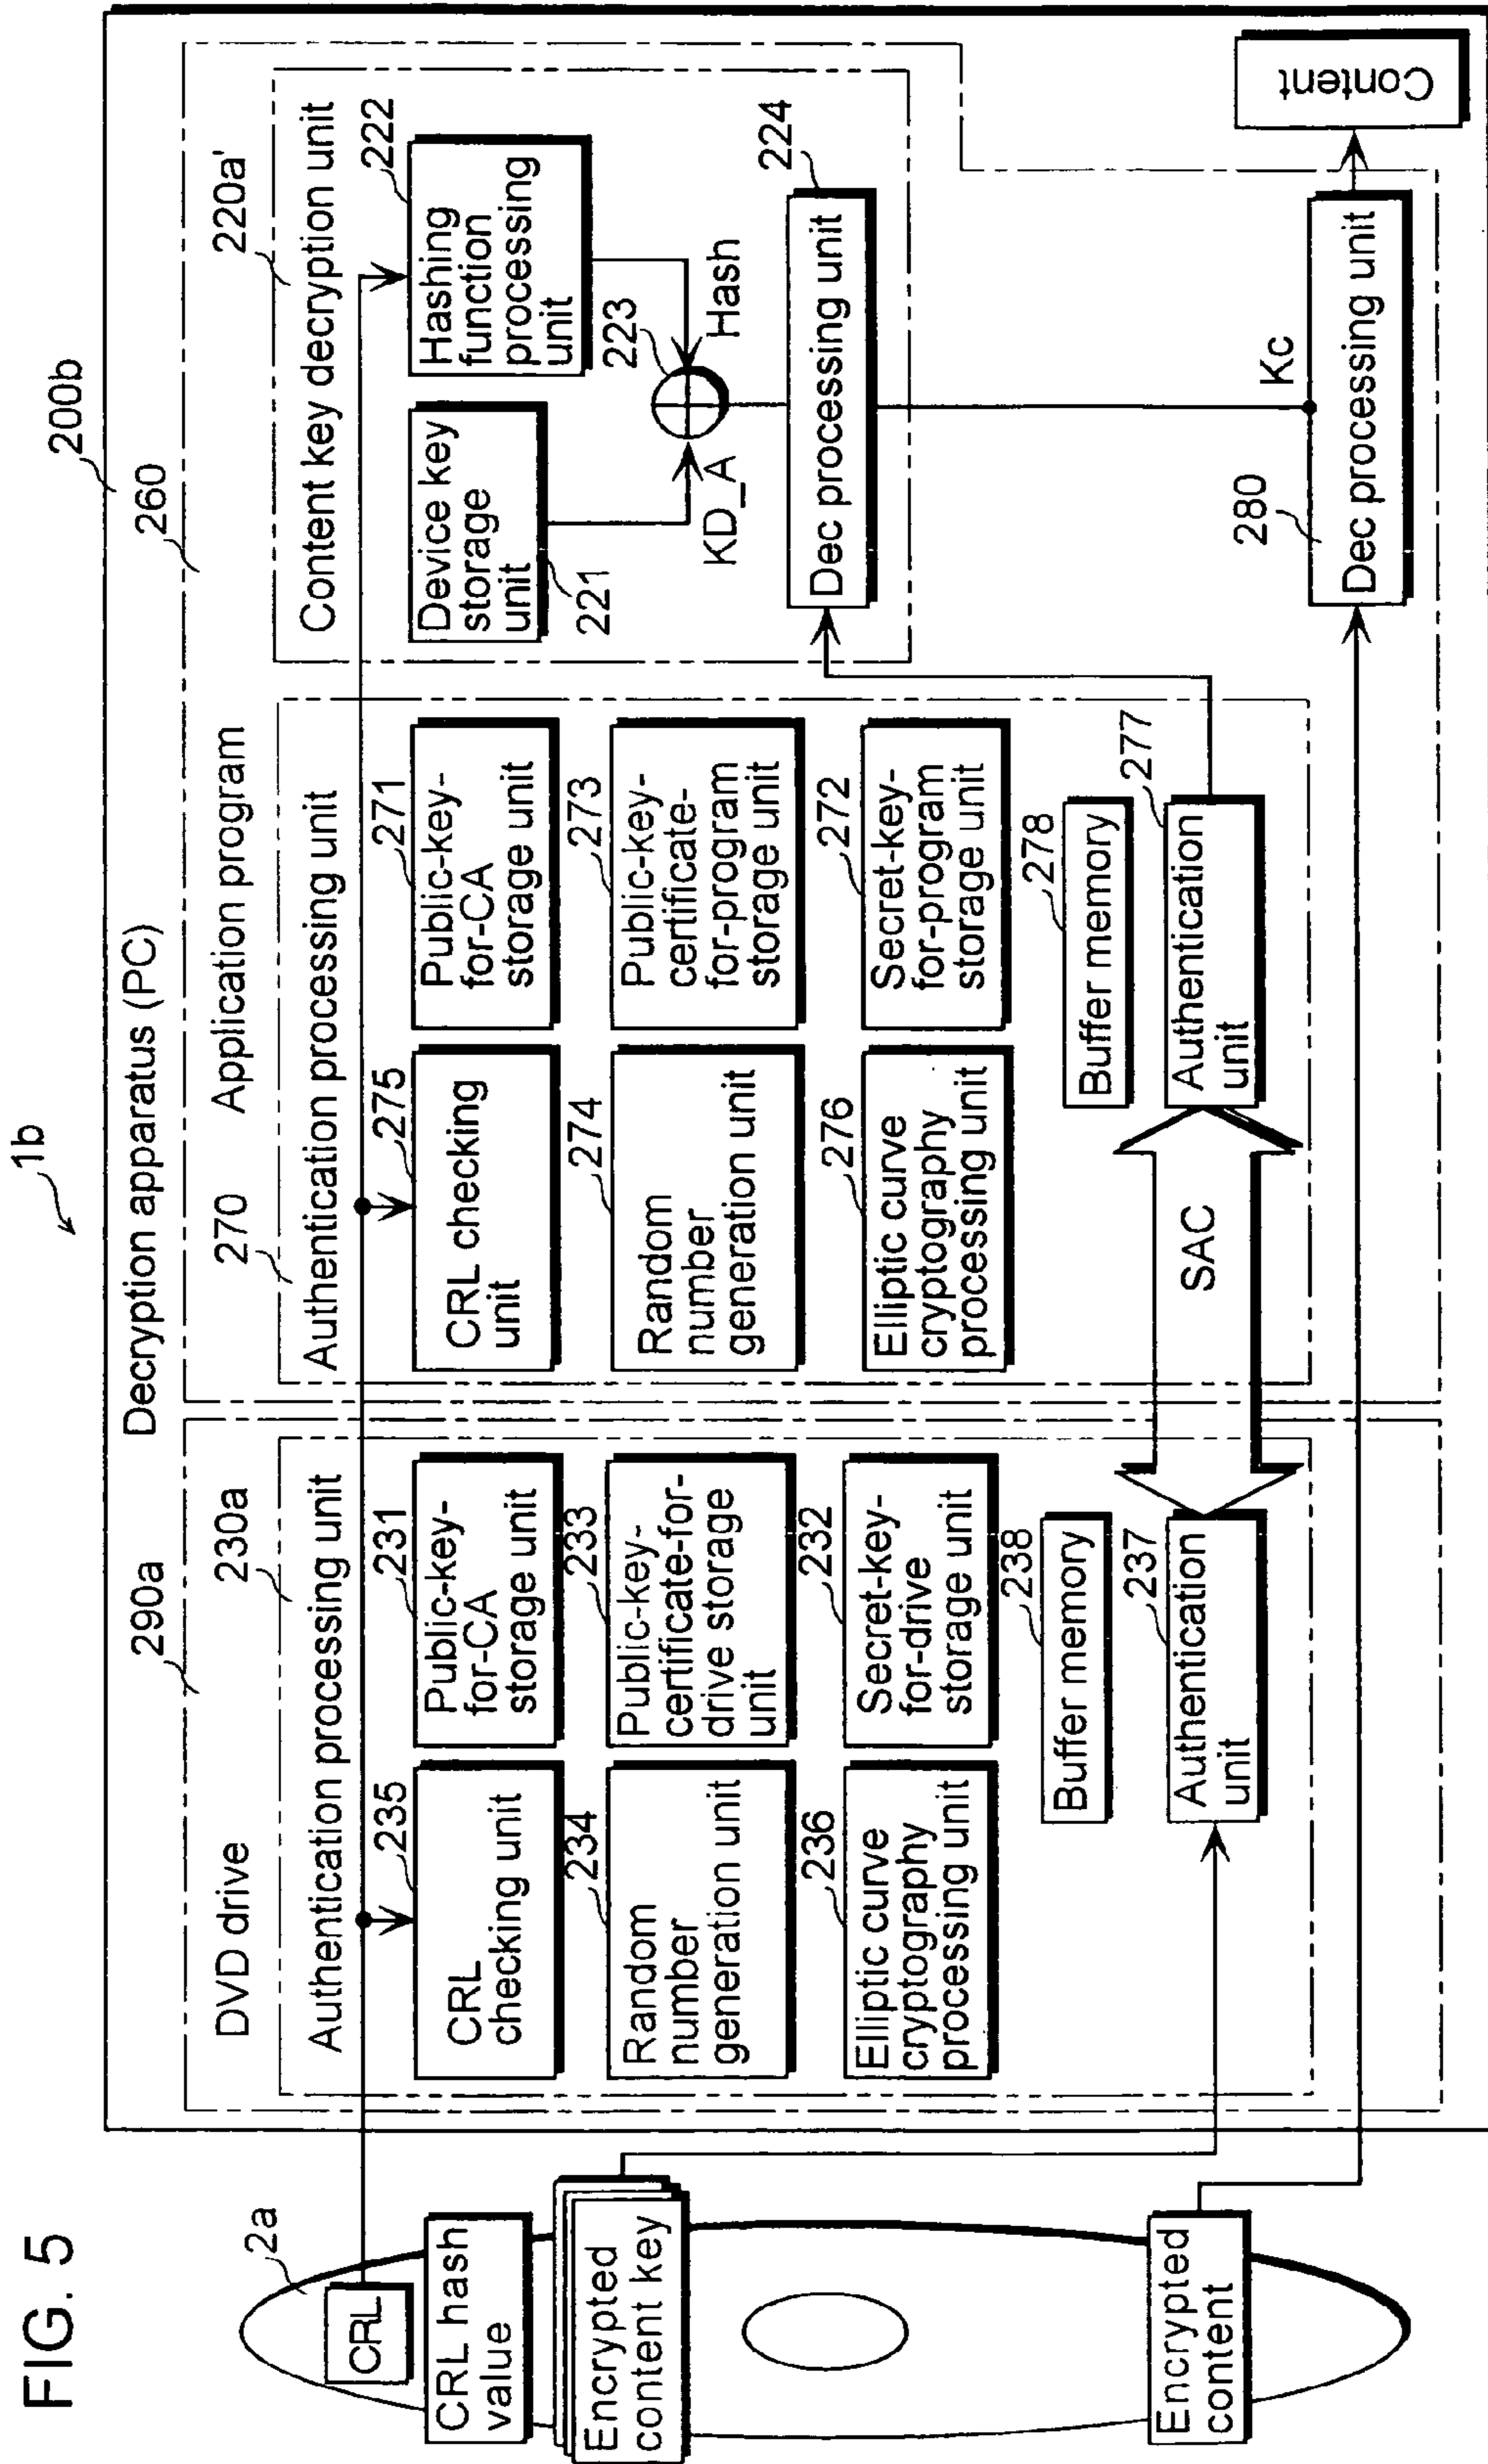 FIG. 5
1b
200b
Decryption apparatus (PC)
2a
CRL
CRL hash
value
Encrypted
content key
Encrypted
content
290a
DVD drive
230a
Authentication processing unit
235
CRL
checking unit
231
Public-key-
for-CA
storage unit
234
Random
number
generation unit
233
Public-key-
certificate-for-
drive storage
unit
236
Elliptic curve
cryptography
processing unit
232
Secret-key-
for-drive
storage unit
238
Buffer memory
237
Authentication
unit
SAC
260
Application program
270
Authentication processing unit
275
CRL checking
unit
271
Public-key-
for-CA
storage unit
274
Random
number
generation unit
273
Public-key-
certificate-
for-program
storage unit
276
Elliptic curve
cryptography
processing unit
272
Secret-key-
for-program
storage unit
278
Buffer memory
277
Authentication
unit
220a'
Content key decryption unit
Device key
storage
unit
221
222
Hashing
function
processing
unit
223
KD_A
Hash
224
Dec processing unit
Kc
280
Dec processing unit
Content